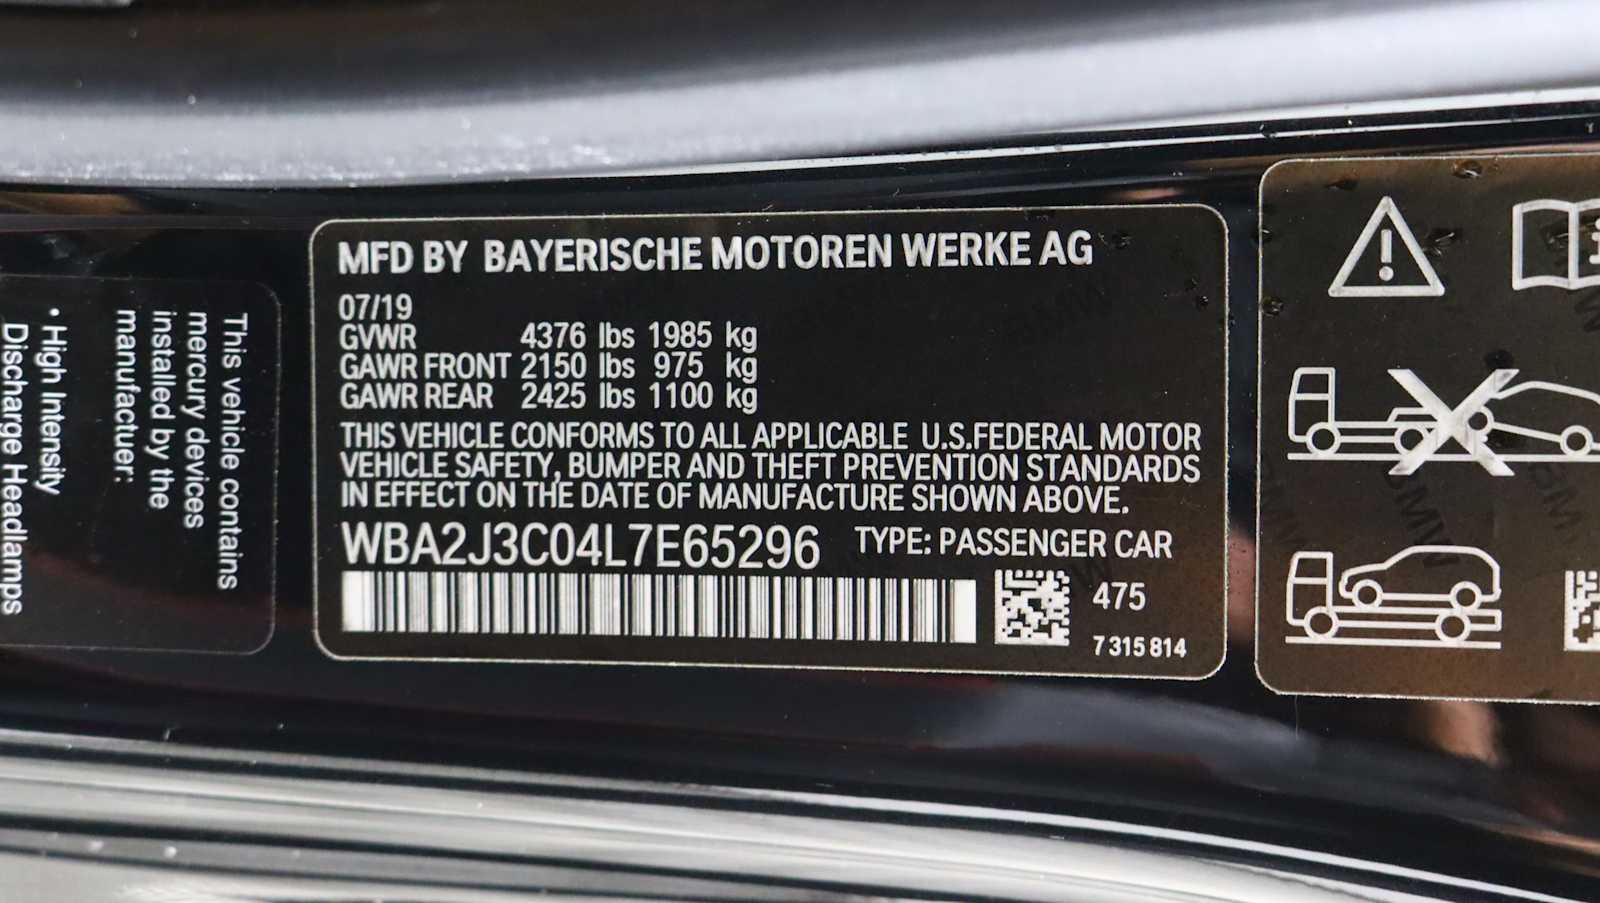 This vehicle contains
mercury devices
installed by the
manufactuer:
• High Intensity
Discharge Headlamps
MFD BY BAYERISCHE MOTOREN WERKE AG
07/19
GVWR 4376 lbs 1985 kg
GAWR FRONT 2150 lbs 975 kg
GAWR REAR 2425 lbs 1100 kg
THIS VEHICLE CONFORMS TO ALL APPLICABLE U.S.FEDERAL MOTOR
VEHICLE SAFETY, BUMPER AND THEFT PREVENTION STANDARDS
IN EFFECT ON THE DATE OF MANUFACTURE SHOWN ABOVE.
WBA2J3C04L7E65296 TYPE: PASSENGER CAR
475
7 315 814